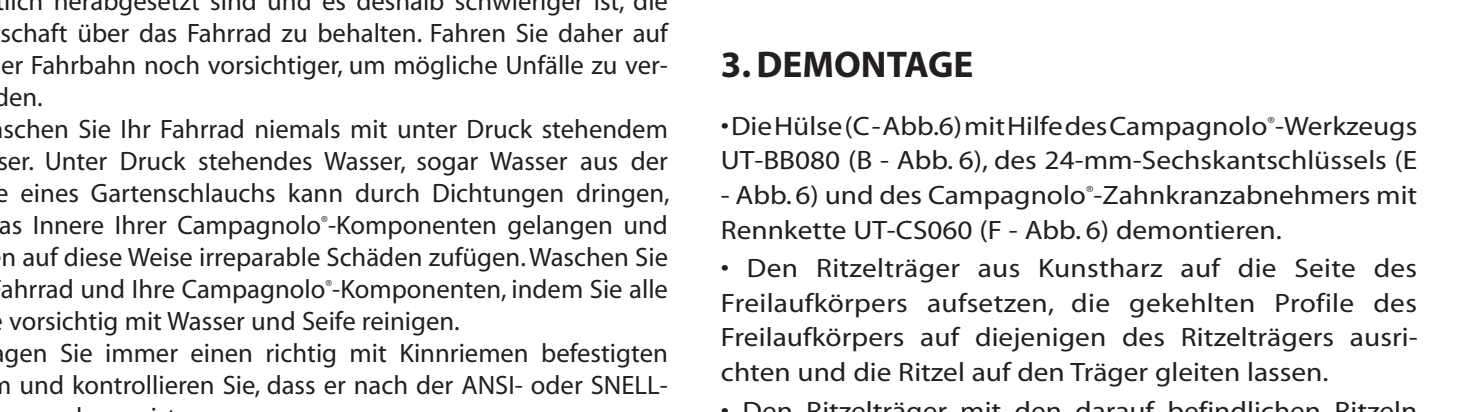 herabgesetzt sind und es deshalb schwieriger ist, die
über das Fahrrad zu behalten. Fahren Sie daher auf
Fahrbahn noch vorsichtiger, um mögliche Unfälle zu ver-
den.
Sie Ihr Fahrrad niemals mit unter Druck stehendem
Unter Druck stehendes Wasser, sogar Wasser aus der
eines Gartenschlauchs kann durch Dichtungen dringen,
Innere Ihrer Campagnolo®-Komponenten gelangen und
auf diese Weise irreparable Schäden zufügen. Waschen Sie
Fahrrad und Ihre Campagnolo®-Komponenten, indem Sie alle
vorsichtig mit Wasser und Seife reinigen.
Sie immer einen richtig mit Kinnriemen befestigten
und kontrollieren Sie, dass er nach der ANSI- oder SNELL-
3. DEMONTAGE
• Die Hülse (C - Abb.6) mit Hilfe des Campagnolo®-Werkzeugs
UT-BB080 (B - Abb. 6), des 24-mm-Sechskantschlüssels (E
- Abb. 6) und des Campagnolo®-Zahnkranzabnehmers mit
Rennkette UT-CS060 (F - Abb. 6) demontieren.
• Den Ritzelträger aus Kunstharz auf die Seite des
Freilaufkörpers aufsetzen, die gekehlten Profile des
Freilaufkörpers auf diejenigen des Ritzelträgers ausri-
chten und die Ritzel auf den Träger gleiten lassen.
• Den Ritzelträger mit den darauf befindlichen Ritzeln